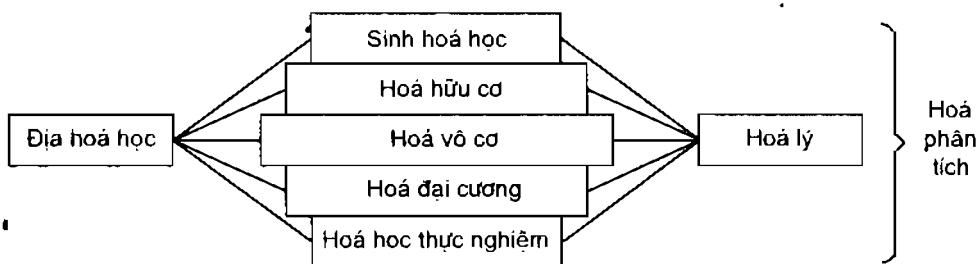 Sinh hoá học
Hoá hữu cơ
Địa hoá học
Hoá vô cơ
Hoá lý
Hoá đại cương
Hoá hoc thực nghiệm
Hoá
phân
tích